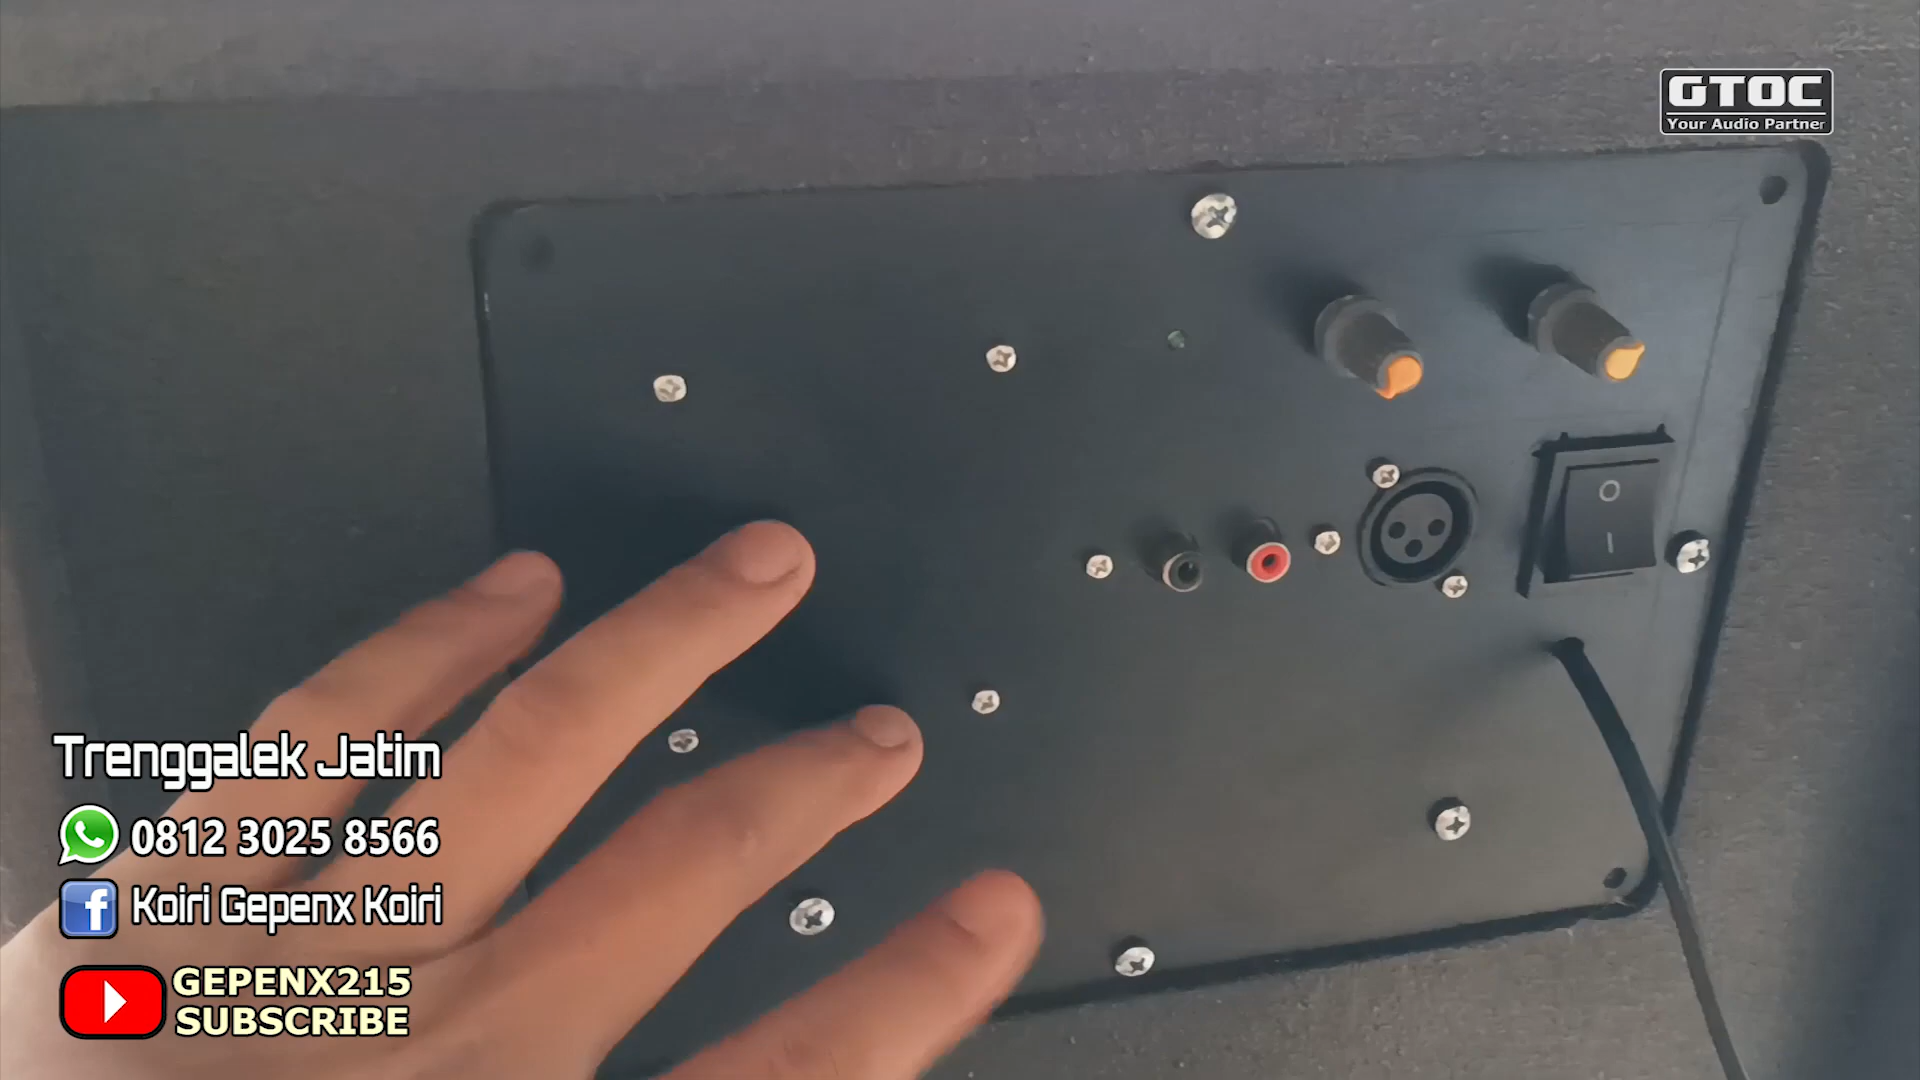 GTOC
Your Audio Partner
O
I
Trenggalek Jatim
0812 3025 8566
f Koiri Gepenx Koiri
GEPENX215
SUBSCRIBE